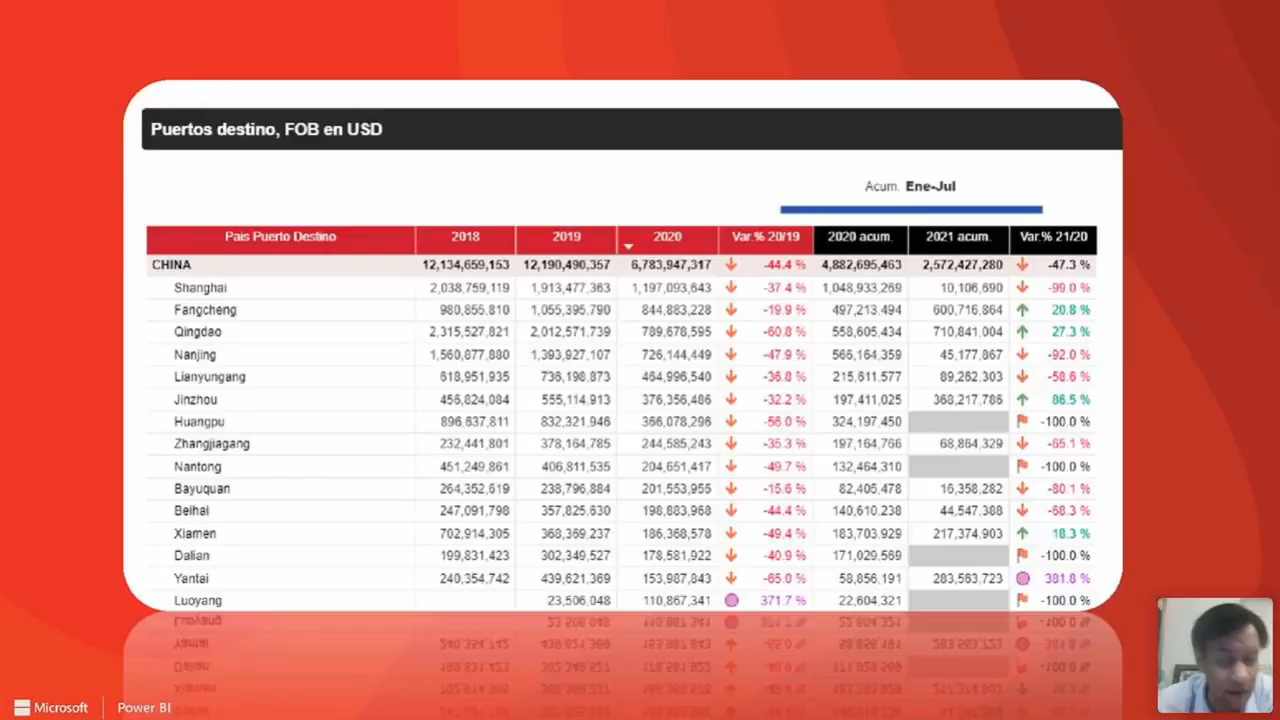 Puertos destino, FOB en USD
Acum. Ene-Jul
Pais Puerto Destino 2018 2019 2020 Var.% 20/19 2020 acum. 2021 acum. Var.% 21/20
CHINA 12,134,659,153 12,190,490,357 6,783,947,317 -44.4 % 4,882,695,463 2,572,427,280 -47.3 %
Shanghai 2,038,759,119 1,913,477,363 1,197,093,643 -37.4 % 1,048,933,269 10,106,690 -99.0 %
Fangcheng 980,855,810 1,055,395,790 844,883,228 -19.9 % 497,213,494 600,716,864 20.8 %
Qingdao 2,315,527,821 2,012,571,739 789,678,595 -60.8 % 558,605,434 710,841,004 27.3 %
Nanjing 1,560,877,880 1,393,927,107 726,144,449 -47.9 % 566,164,359 45,177,867 -92.0 %
Lianyungang 618,951,935 736,198,873 464,996,540 -36.8 % 215,611,577 89,262,303 -58.6 %
Jinzhou 456,824,084 555,114,913 376,356,486 -32.2 % 197,411,025 368,217,786 86.5 %
Huangpu 896,637,811 832,321,946 366,078,296 -56.0 % 324,197,450 -100.0 %
Zhangjiagang 232,441,801 378,164,785 244,585,243 -35.3 % 197,164,766 68,864,329 -65.1 %
Nantong 451,249,861 406,811,535 204,651,417 -49.7 % 132,464,310 -100.0 %
Bayuquan 264,352,619 238,796,884 201,553,955 -15.6 % 82,405,478 16,358,282 -80.1 %
Beihai 247,091,798 357,825,630 198,883,968 -44.4 % 140,610,238 44,547,388 -68.3 %
Xiamen 702,914,305 368,369,237 186,368,578 -49.4 % 183,703,929 217,374,903 18.3 %
Dalian 199,831,423 302,349,527 178,581,922 -40.9 % 171,029,569 -100.0 %
Yantai 240,354,742 439,621,369 153,987,843 -65.0 % 58,856,191 283,563,723 381.8 %
Luoyang 23,506,048 110,867,341 371.7 % 22,604,321 -100.0 %
Microsoft Power BI